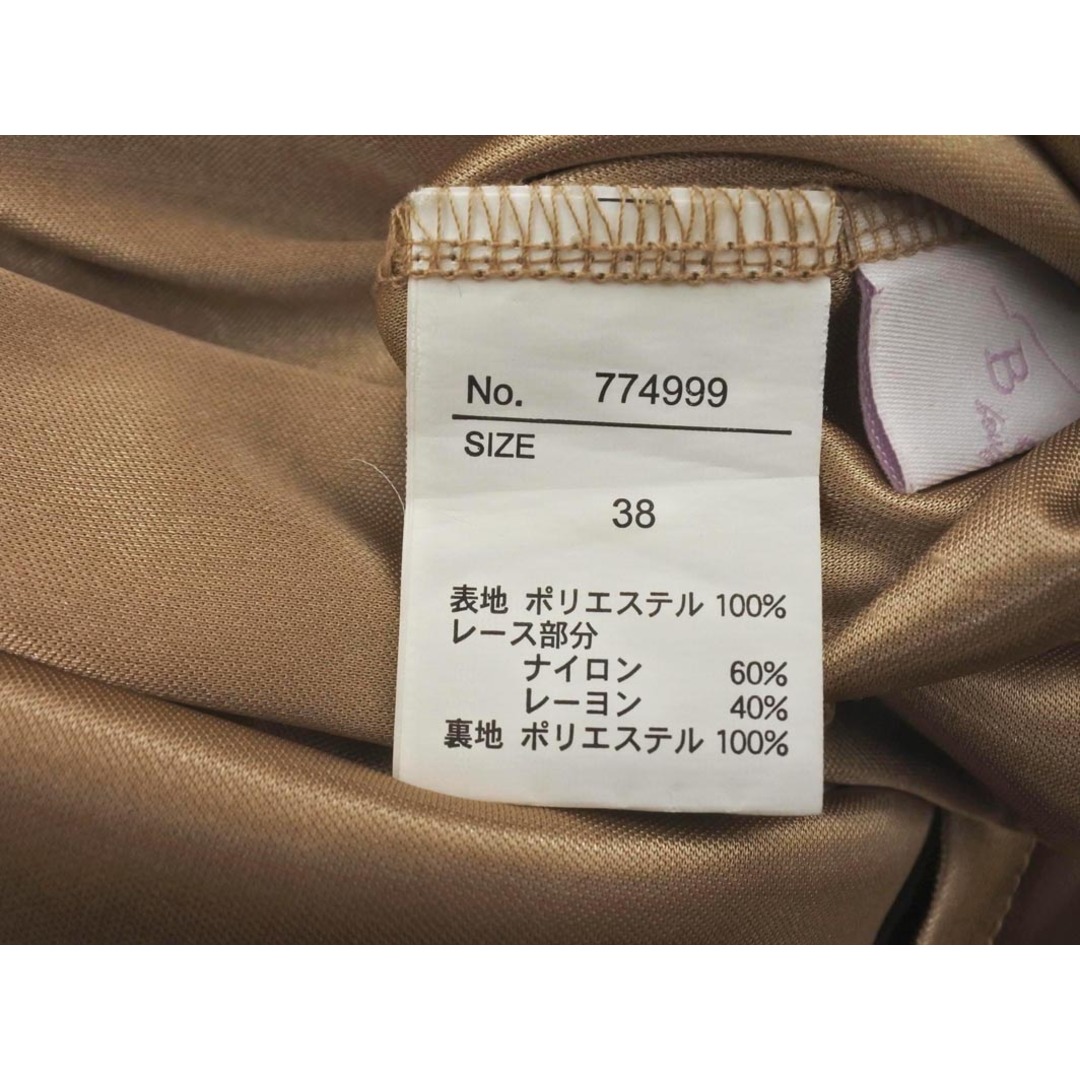 No. 774999
SIZE
38
表地 ポリエステル 100%
レース部分
ナイロン 60%
レーヨン 40%
裏地 ポリエステル 100%
B